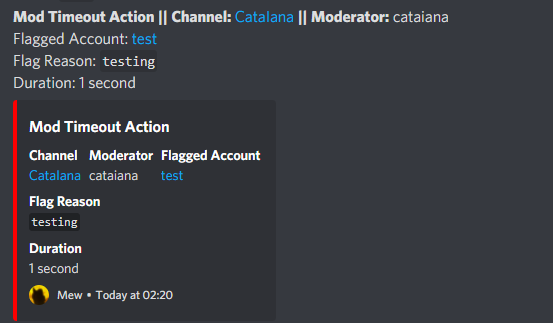 Mod Timeout Action || Channel: Catalana || Moderator: cataiana
Flagged Account: test
Flag Reason: testing
Duration: 1 second
Mod Timeout Action
Channel Moderator Flagged Account
Catalana cataiana test
Flag Reason
testing
Duration
1 second
Mew • Today at 02:20